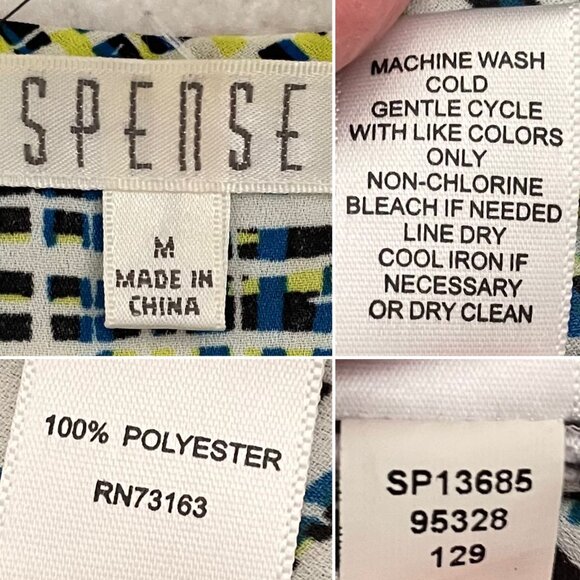 SPENSE
M
MADE IN
CHINA
MACHINE WASH
COLD
GENTLE CYCLE
WITH LIKE COLORS
ONLY
NON-CHLORINE
BLEACH IF NEEDED
LINE DRY
COOL IRON IF
NECESSARY
OR DRY CLEAN
100% POLYESTER
RN73163
SP13685
95328
129